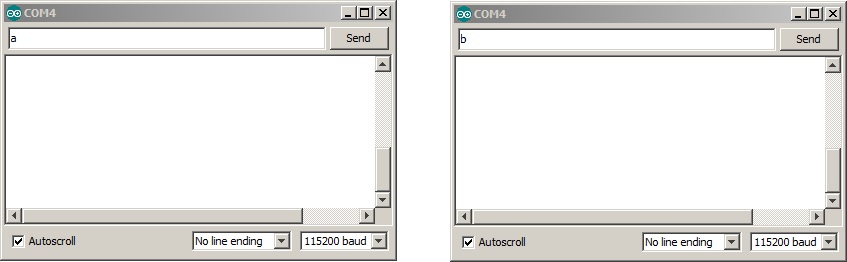 COM4
a
Send
Autoscroll
No line ending
115200 baud
COM4
b
Send
Autoscroll
No line ending
115200 baud